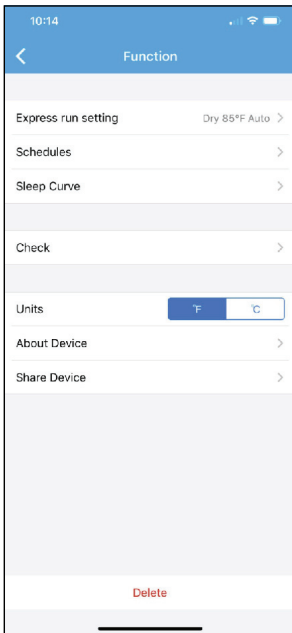 10:14
Function
Express run setting Dry 85°F Auto
Schedules
Sleep Curve
Check
Units °F °C
About Device
Share Device
Delete